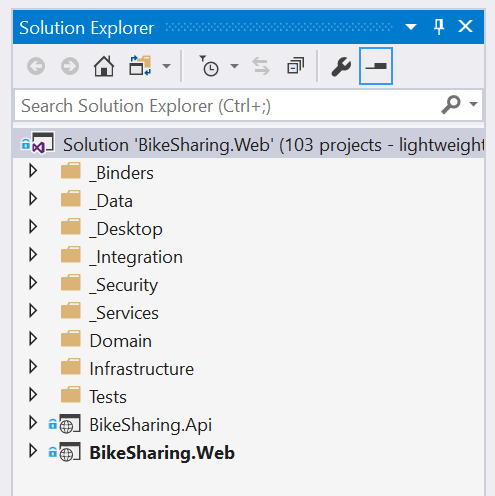 Solution Explorer
Search Solution Explorer (Ctrl+;)
Solution 'BikeSharing.Web' (103 projects - lightweight
_Binders
_Data
_Desktop
_Integration
_Security
_Services
Domain
Infrastructure
Tests
BikeSharing.Api
BikeSharing.Web